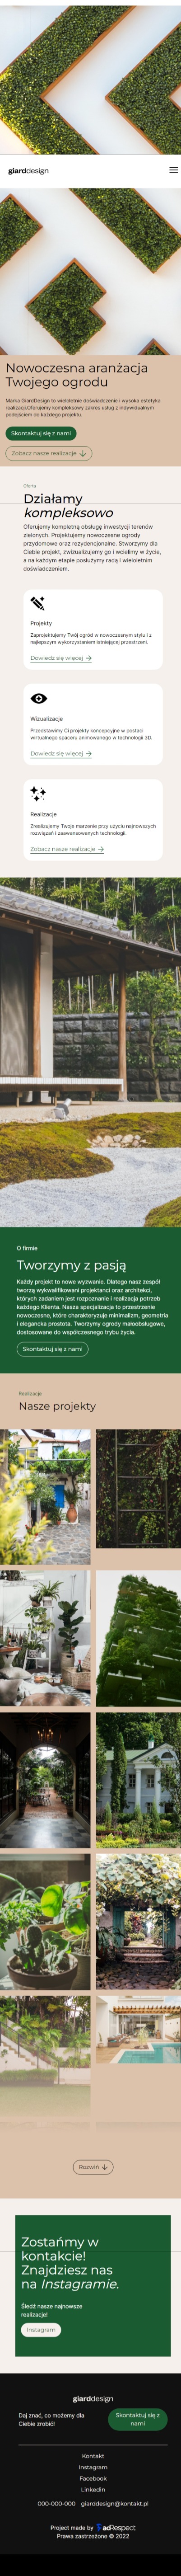 giarddesign
Nowoczesna aranżacja
Twojego ogrodu
Marka GiardDesign to wieloletnie doświadczenie i wysoka estetyka
realizacji.Oferujemy kompleksowy zakres usług z indywidualnym
podejściem do każdego projektu.
Skontaktuj się z nami
Zobacz nasze realizacje
Oferta
Działamy
kompleksowo
Oferujemy kompletną obsługę inwestycji terenów
zielonych. Projektujemy nowoczesne ogrody
przydomowe oraz rezydencjonalne. Stworzymy dla
Ciebie projekt, zwizualizujemy go i wcielimy w życie,
a na każdym etapie posłużymy radą i wieloletnim
doświadczeniem.
Projekty
Zaprojektujemy Twój ogród w nowoczesnym stylu i z
najlepszym wykorzystaniem istniejącej przestrzeni.
Dowiedz się więcej
Wizualizacje
Przedstawimy Ci projekty koncepcyjne w postaci
wirtualnego spaceru animowanego w technologii 3D.
Dowiedz się więcej
Realizacje
Zrealizujemy Twoje marzenie przy użyciu najnowszych
rozwiązań i zaawansowanych technologii.
Zobacz nasze realizacje
O firmie
Tworzymy z pasją
Każdy projekt to nowe wyzwanie. Dlatego nasz zespół
tworzą wykwalifikowani projektanci oraz architekci,
których zadaniem jest rozpoznanie i realizacja potrzeb
każdego Klienta. Nasza specjalizacja to przestrzenie
nowoczesne, które charakteryzuje minimalizm, geometria
i elegancka prostota. Tworzymy ogrody małoobsługowe,
dostosowane do współczesnego trybu życia.
Skontaktuj się z nami
Realizacje
Nasze projekty
Rozwiń
Zostańmy w
kontakcie!
Znajdziesz nas
na Instagramie.
Śledź nasze najnowsze
realizacje!
Instagram
giarddesign
Daj znać, co możemy dla
Ciebie zrobić!
Skontaktuj się z
nami
Kontakt
Instagram
Facebook
Linkedin
000-000-000 giarddesign@kontakt.pl
Project made by adRespect
Prawa zastrzeżone © 2022